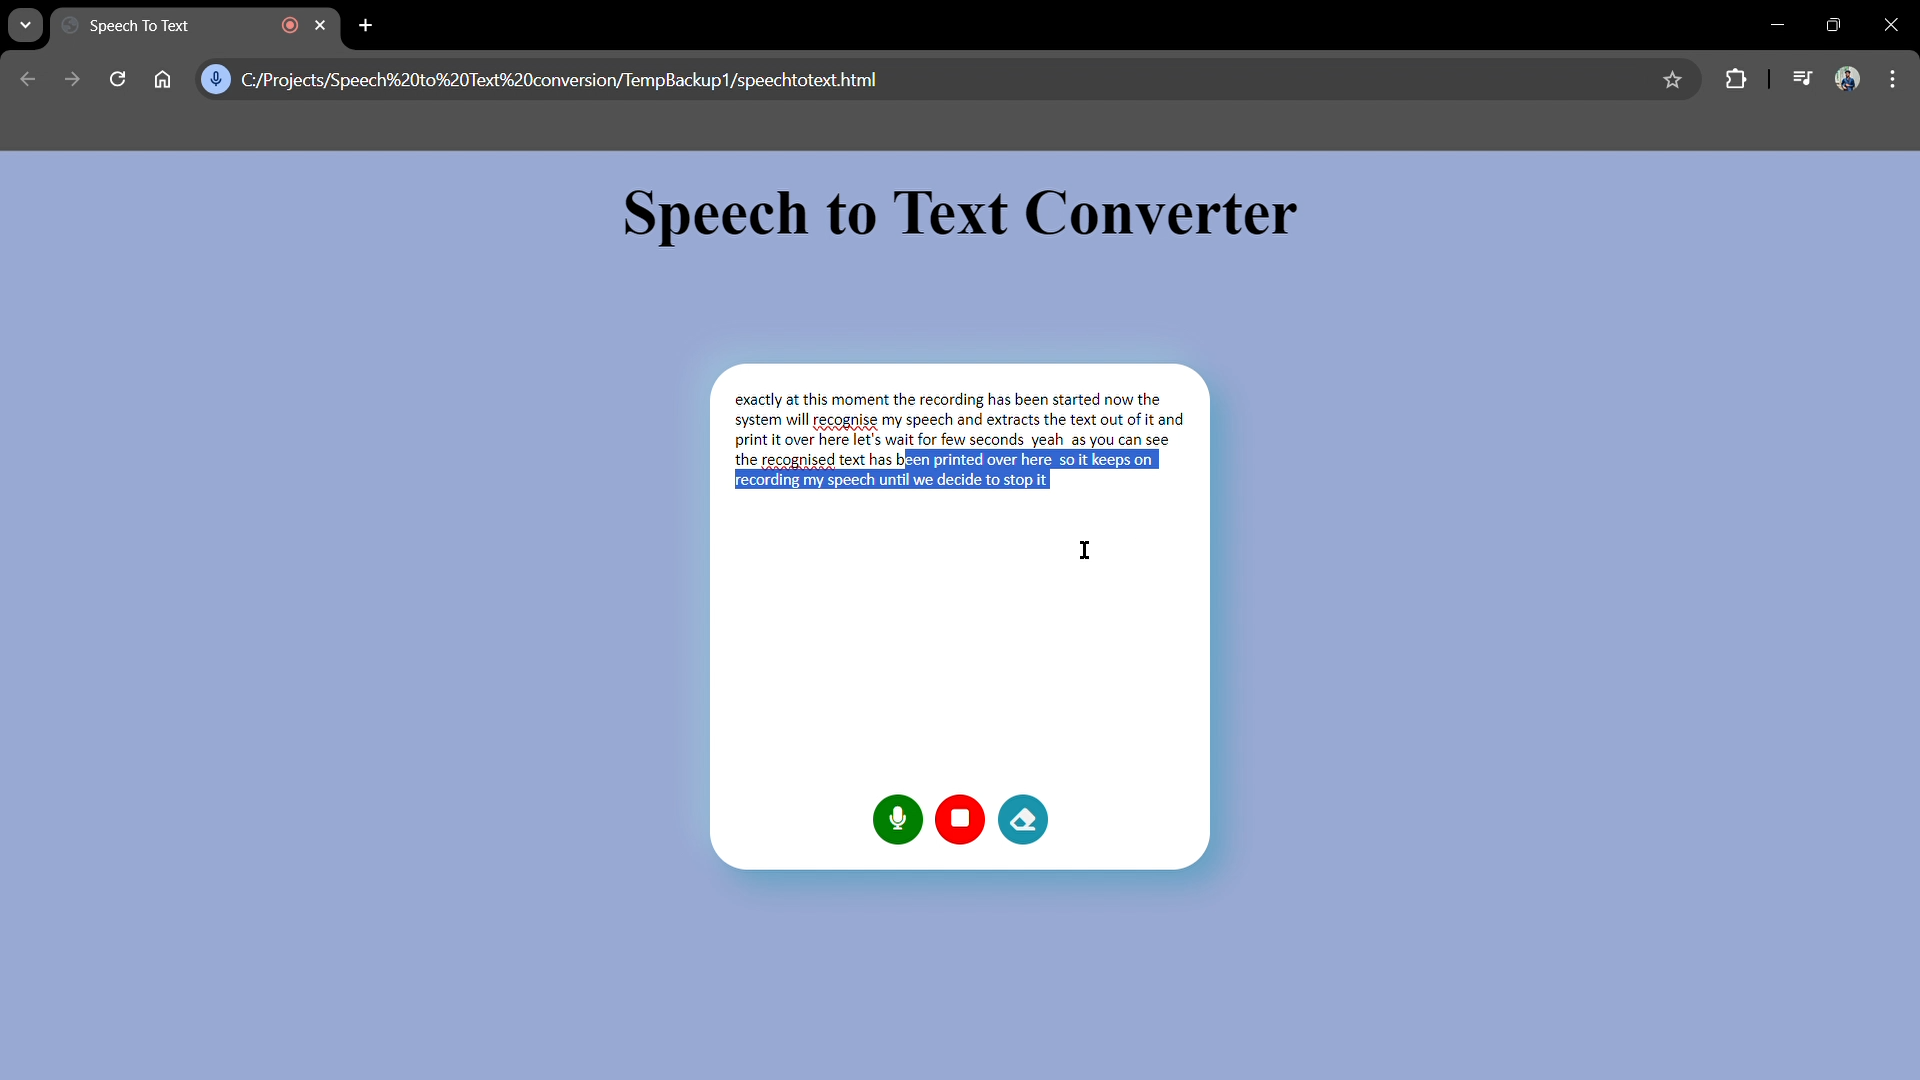 Speech To Text
C:/Projects/Speech%20to%20Text%20conversion/TempBackup1/speechtotext.html
Speech to Text Converter
exactly at this moment the recording has been started now the
system will recognise my speech and extracts the text out of it and
print it over here let's wait for few seconds  yeah  as you can see
the recognised text has been printed over here  so it keeps on
recording my speech until we decide to stop it